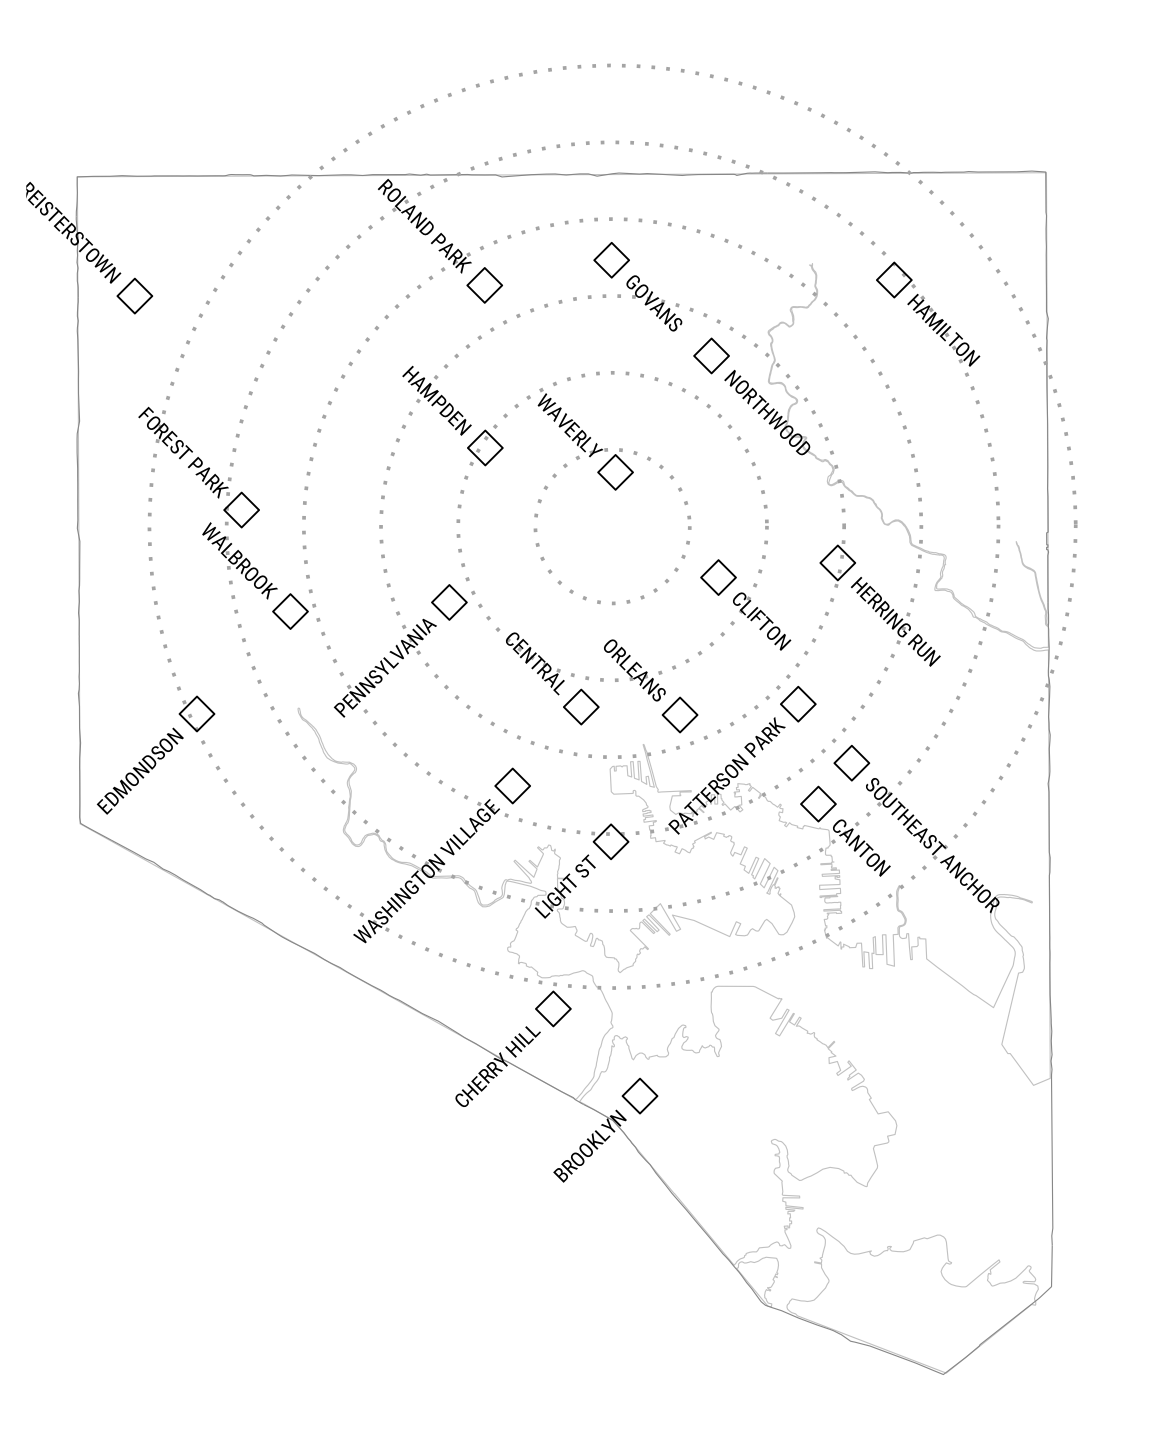 REISTERSTOWN
ROLAND PARK
GOVANS
HAMILTON
NORTHWOOD
HAMPDEN
WAVERLY
FOREST PARK
WALBROOK
HERRING RUN
CLIFTON
PENNSYLVANIA
CENTRAL
ORLEANS
PATTERSON PARK
EDMONDSON
SOUTHEAST ANCHOR
WASHINGTON VILLAGE
CANTON
LIGHT ST
CHERRY HILL
BROOKLYN